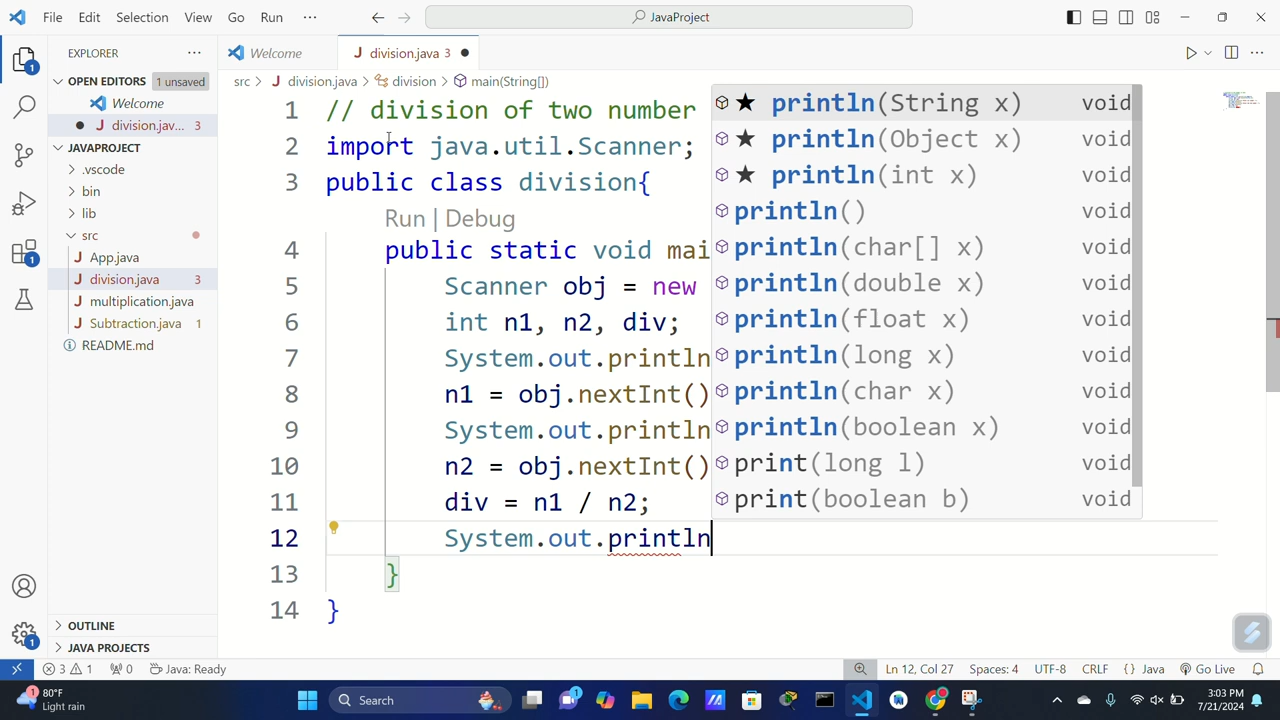 File Edit Selection View Go Run ··· JavaProject
EXPLORER ···
OPEN EDITORS 1 unsaved
Welcome
division.jav... 3
JAVAPROJECT
.vscode
bin
lib
src
App.java
division.java 3
multiplication.java
Subtraction.java 1
README.md
OUTLINE
JAVA PROJECTS
Welcome
division.java 3
src > division.java > division > main(String[])
1 // division of two number
2 import java.util.Scanner;
3 public class division{
Run | Debug
4 public static void mai
5 Scanner obj = new
6 int n1, n2, div;
7 System.out.println
8 n1 = obj.nextInt()
9 System.out.println
10 n2 = obj.nextInt()
11 div = n1 / n2;
12 System.out.println
13 }
14 }
★ println(String x) void
★ println(Object x) void
★ println(int x) void
println() void
println(char[] x) void
println(double x) void
println(float x) void
println(long x) void
println(char x) void
println(boolean x) void
print(long l) void
print(boolean b) void
1
1
1
3 1 0 Java: Ready Ln 12, Col 27 Spaces: 4 UTF-8 CRLF {} Java Go Live
1 80°F
Light rain
Search
1
3:03 PM
7/21/2024